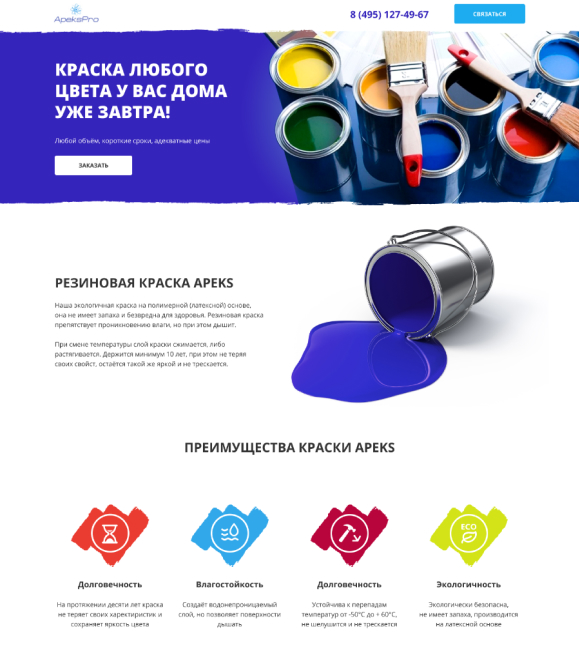 ApeksPro
8 (495) 127-49-67
СВЯЗАТЬСЯ
КРАСКА ЛЮБОГО
ЦВЕТА У ВАС ДОМА
УЖЕ ЗАВТРА!
Любой объём, короткие сроки, адекватные цены
ЗАКАЗАТЬ
РЕЗИНОВАЯ КРАСКА APEKS
Наша экологичная краска на полимерной (латексной) основе,
она не имеет запаха и безвредна для здоровья. Резиновая краска
препятствует проникновению влаги, но при этом дышит.
При смене температуры слой краски сжимается, либо
растягивается. Держится минимум 10 лет, при этом не теряя
своих свойст, остаётся такой же яркой и не трескается.
ПРЕИМУЩЕСТВА КРАСКИ APEKS
ECO
Долговечность
Влагостойкость
Долговечность
Экологичность
На протяжении десяти лет краска
не теряет своих характиристик и
сохраняет яркость цвета
Создаёт водонепроницаемый
слой, но позволяет поверхности
дышать
Устойчива к перепадам
температур от -50°С до + 60°С,
не шелушится и не трескается
Экологически безопасна,
не имеет запаха, производится
на латексной основе